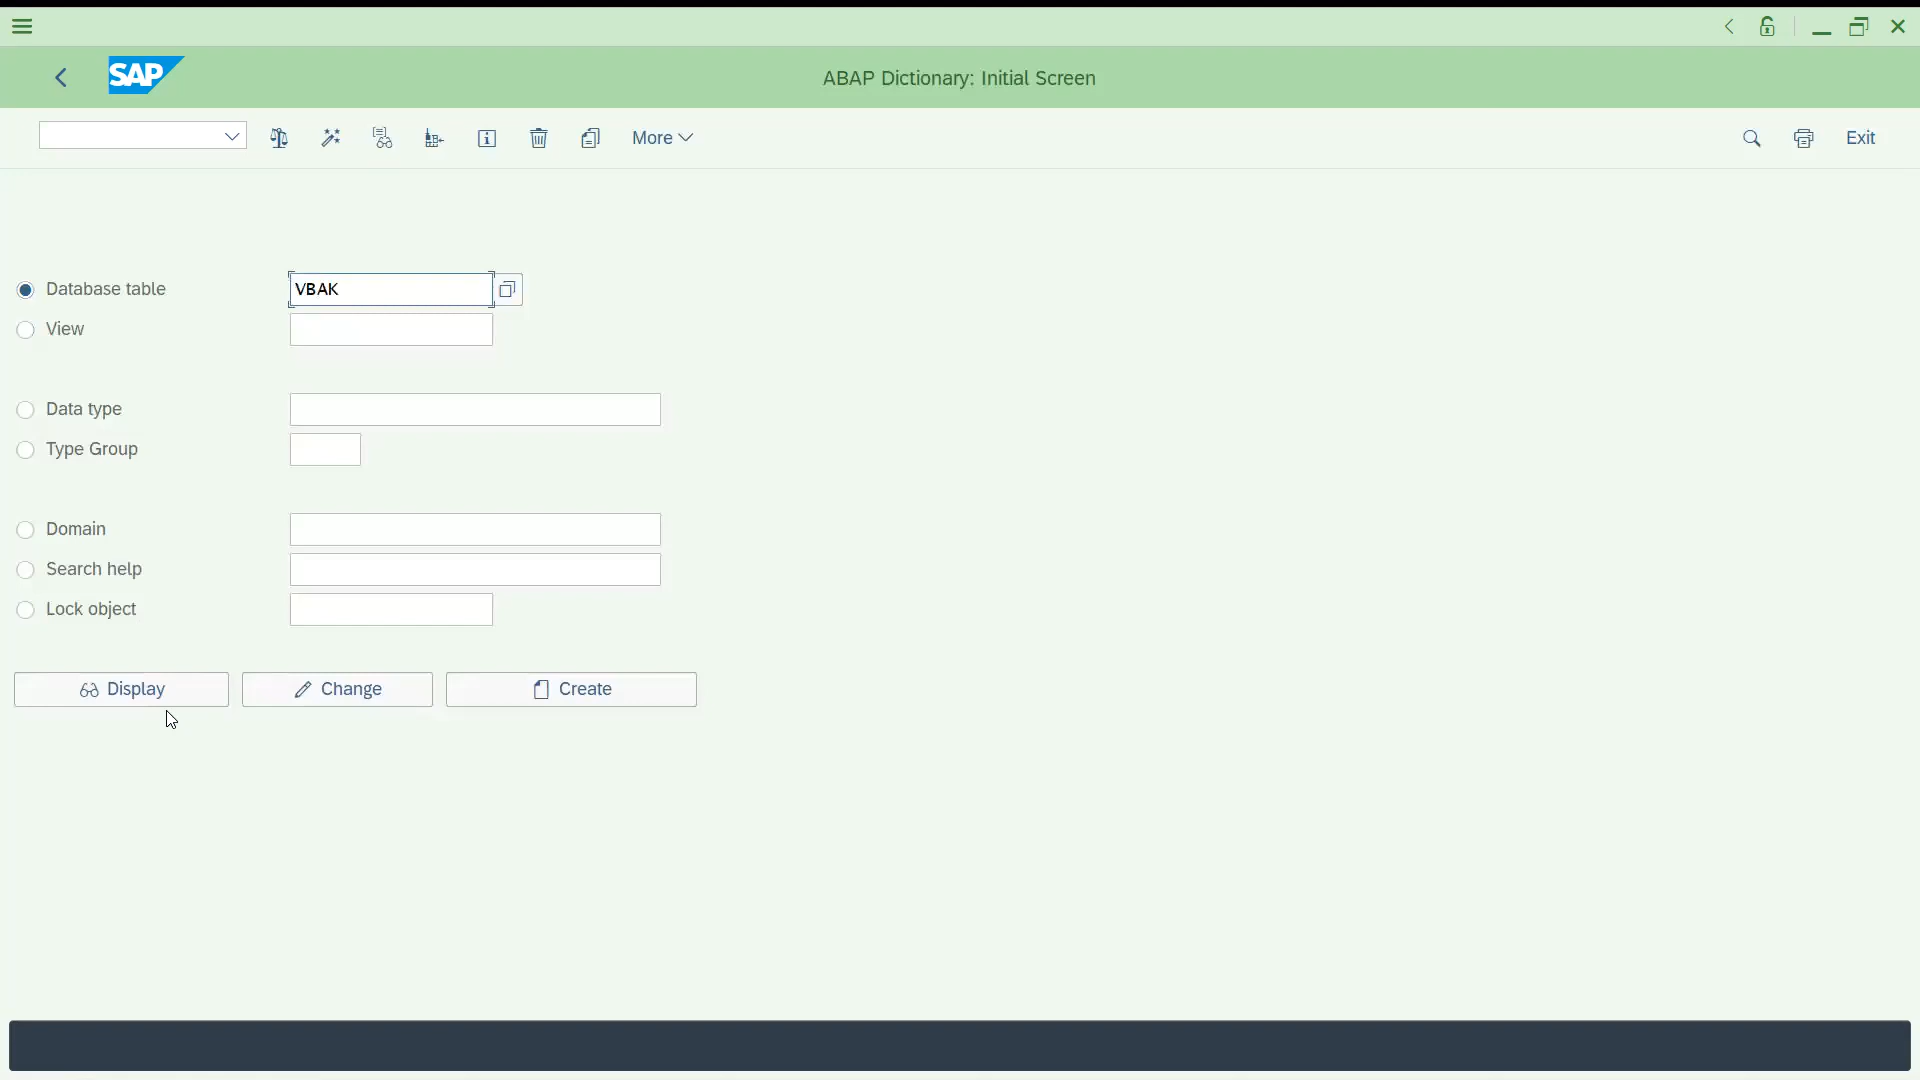 SAP
ABAP Dictionary: Initial Screen
More
Exit
Database table
VBAK
View
Data type
Type Group
Domain
Search help
Lock object
Display
Change
Create